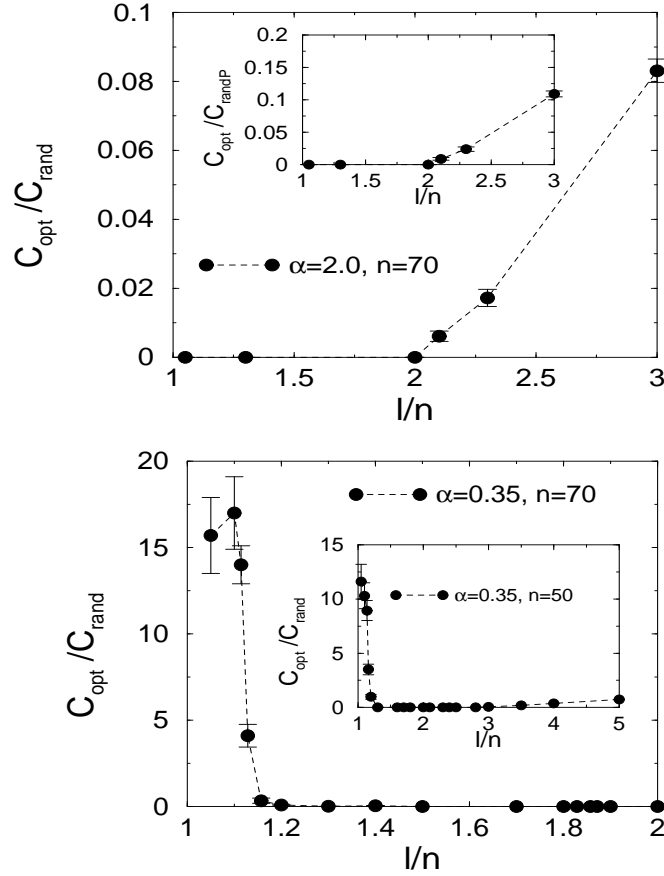 0.1
0.08
0.06
0.04
0.02
0
C_opt/C_rand
0.2
0.15
0.1
0.05
0
C_opt/C_randP
1 1.5 2 2.5 3
l/n
α=2.0, n=70
1 1.5 2 2.5 3
l/n
20
15
10
5
0
C_opt/C_rand
α=0.35, n=70
15
10
5
0
C_opt/C_rand
α=0.35, n=50
1 2 3 4 5
l/n
1 1.2 1.4 1.6 1.8 2
l/n